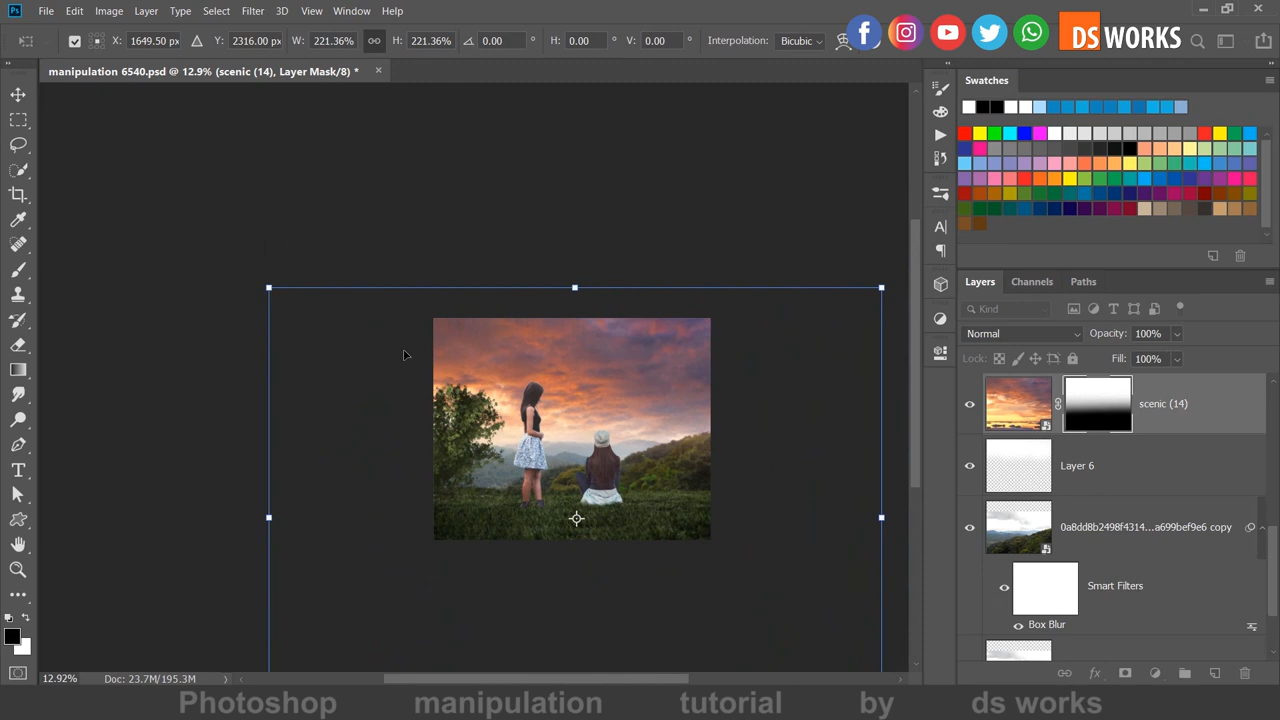 Ps File Edit Image Layer Type Select Filter 3D View Window Help
X: 1649.50 px Y: 2316.00 px W: 221.36% H: 221.36% 0.00 ° H: 0.00 ° V: 0.00 ° Interpolation: Bicubic
DS WORKS
manipulation 6540.psd @ 12.9% (scenic (14), Layer Mask/8) * ×
Swatches
Layers Channels Paths
Kind
Normal Opacity: 100%
Lock: Fill: 100%
scenic (14)
Layer 6
0a8dd8b2498f4314...a699bef9e6 copy
Smart Filters
Box Blur
12.92% Doc: 23.7M/195.3M
Photoshop manipulation tutorial by ds works